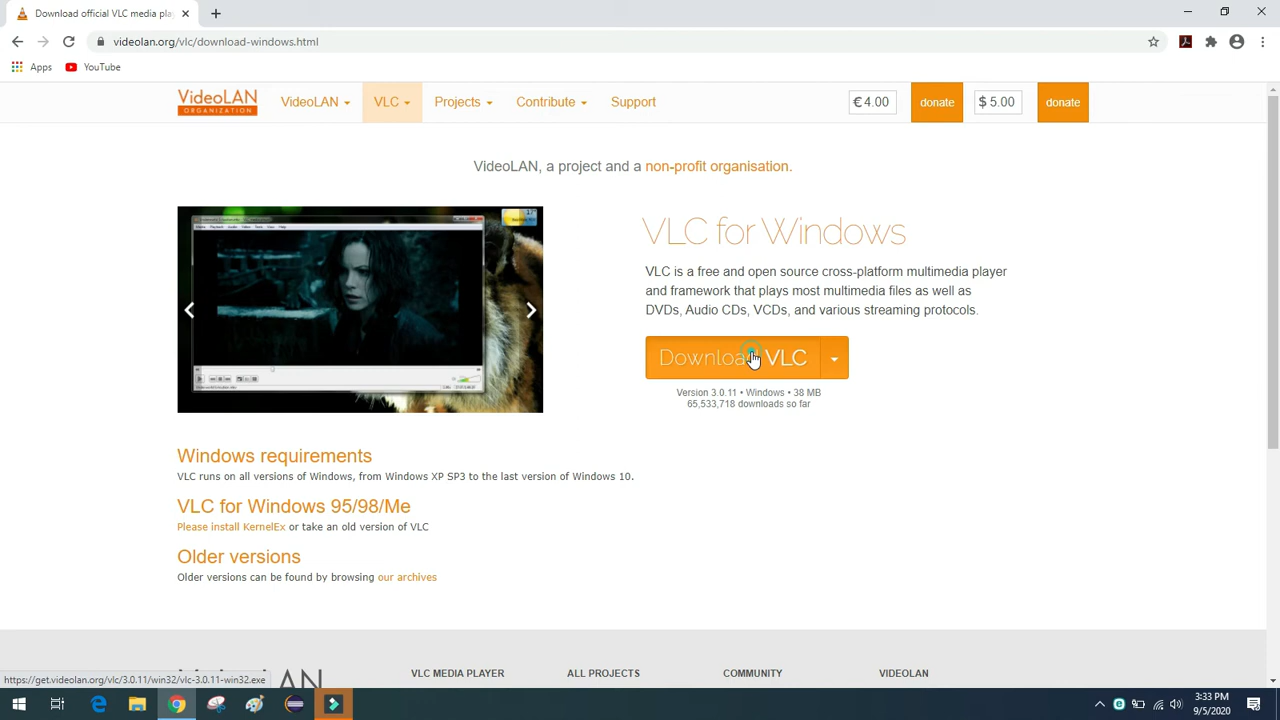 Download official VLC media pla
videolan.org/vlc/download-windows.html
Apps
YouTube
VideoLAN
ORGANIZATION
VideoLAN
VLC
Projects
Contribute
Support
€ 4.00
donate
$ 5.00
donate
VideoLAN, a project and a non-profit organisation.
VLC for Windows
VLC is a free and open source cross-platform multimedia player
and framework that plays most multimedia files as well as
DVDs, Audio CDs, VCDs, and various streaming protocols.
Download VLC
Version 3.0.11 • Windows • 38 MB
65,533,718 downloads so far
Windows requirements
VLC runs on all versions of Windows, from Windows XP SP3 to the last version of Windows 10.
VLC for Windows 95/98/Me
Please install KernelEx or take an old version of VLC
Older versions
Older versions can be found by browsing our archives
VideoLAN
VLC MEDIA PLAYER
ALL PROJECTS
COMMUNITY
VIDEOLAN
https://get.videolan.org/vlc/3.0.11/win32/vlc-3.0.11-win32.exe
3:33 PM
9/5/2020